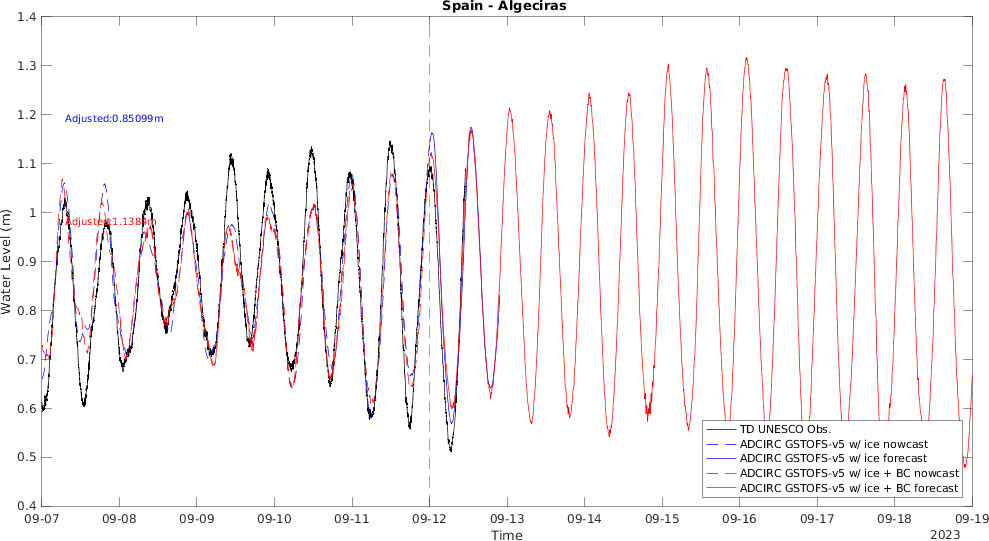 Spain - Algeciras
1.4
1.3
1.2
1.1
1
0.9
0.8
0.7
0.6
0.5
0.4
Water Level (m)
Adjusted:0.85099m
Adjusted:1.1384m
TD UNESCO Obs.
ADCIRC GSTOFS-v5 w/ ice nowcast
ADCIRC GSTOFS-v5 w/ ice forecast
ADCIRC GSTOFS-v5 w/ ice + BC nowcast
ADCIRC GSTOFS-v5 w/ ice + BC forecast
09-07 09-08 09-09 09-10 09-11 09-12 09-13 09-14 09-15 09-16 09-17 09-18 09-19
Time
2023